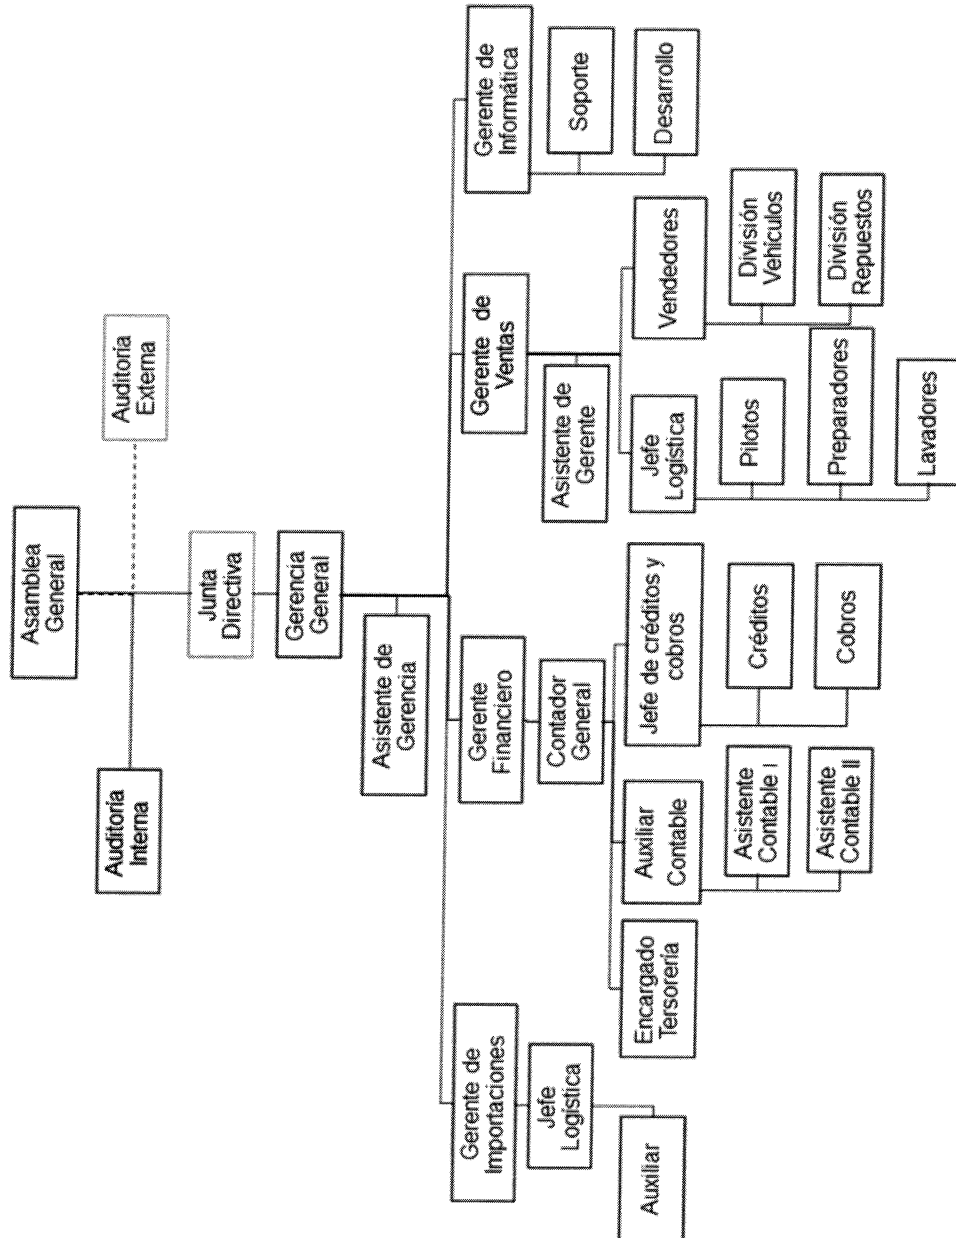 Asamblea
General
Auditoría
Interna
Auditoría
Externa
Junta
Directiva
Gerencia
General
Asistente de
Gerencia
Gerente de
Importaciones
Gerente
Financiero
Gerente de
Ventas
Gerente de
Informática
Jefe
Logística
Auxiliar
Contador
General
Encargado
Tersorería
Auxiliar
Contable
Asistente
Contable I
Asistente
Contable II
Jefe de créditos y
cobros
Créditos
Cobros
Asistente de
Gerente
Jefe
Logística
Pilotos
Preparadores
Lavadores
Vendedores
División
Vehículos
División
Repuestos
Soporte
Desarrollo